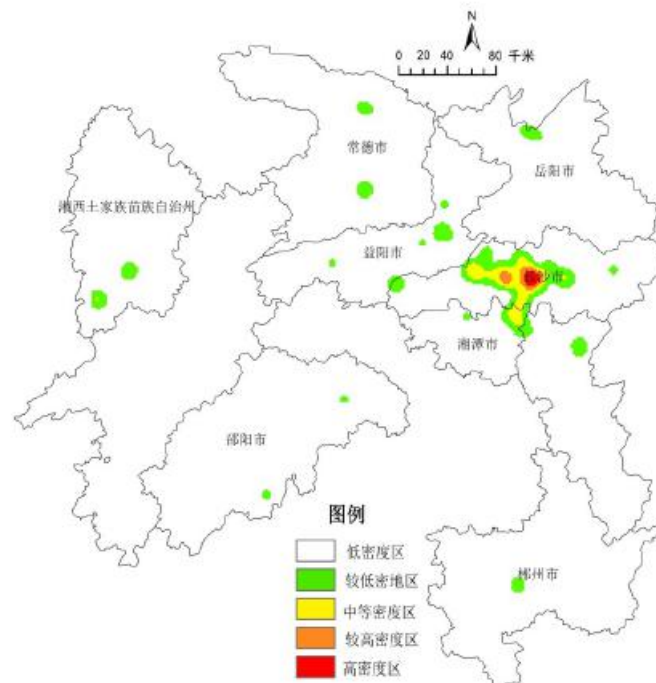 N
0 20 40 80 千米
常德市
岳阳市
湘西土家族苗族自治州
益阳市
长沙市
湘潭市
邵阳市
图例
低密度区
较低密地区
中等密度区
较高密度区
高密度区
郴州市